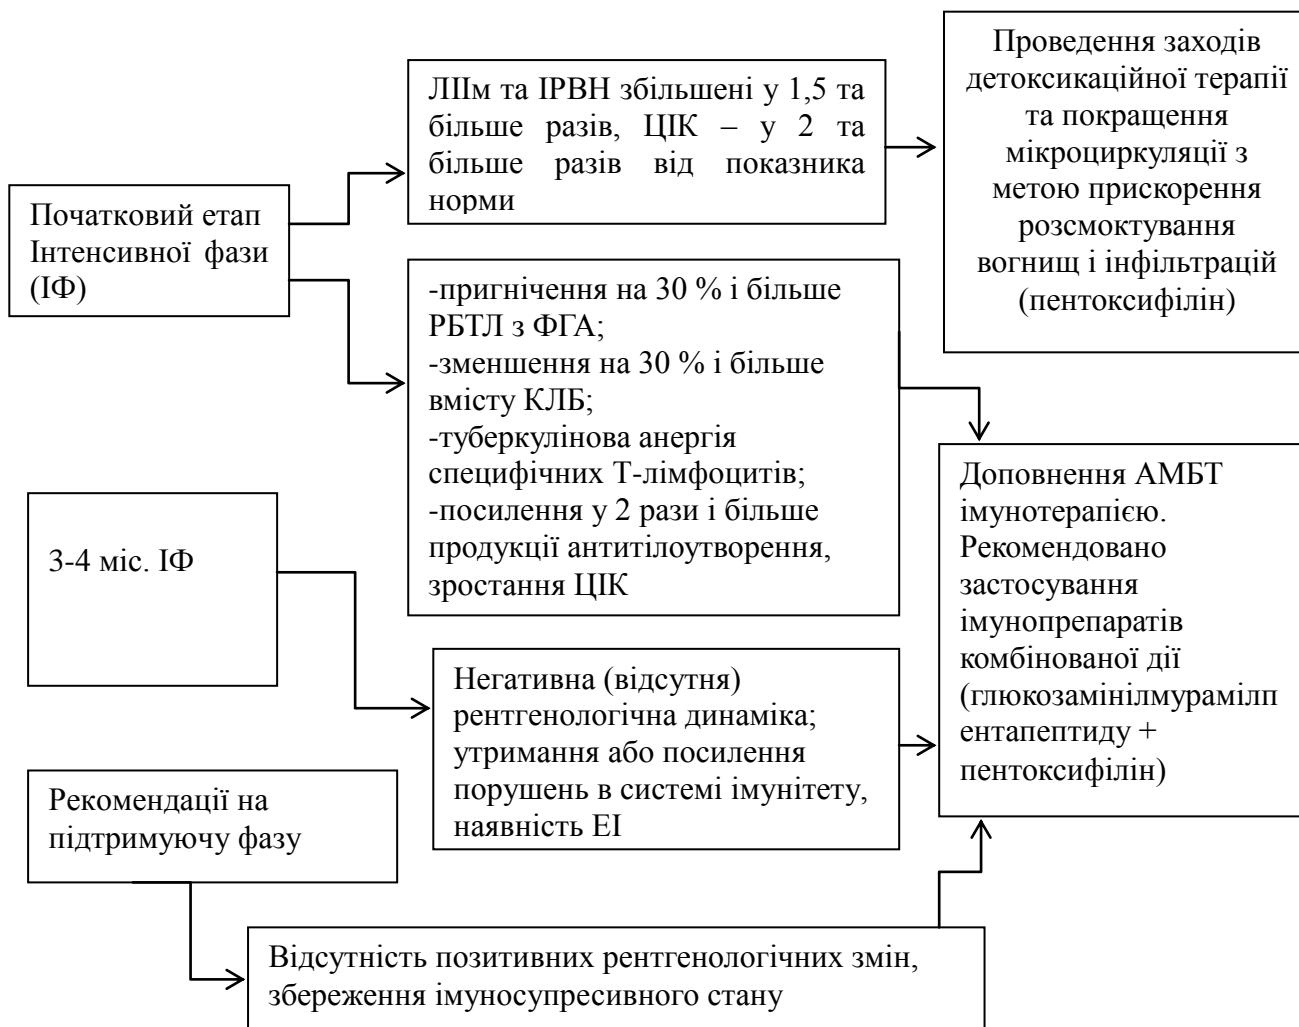 Початковий етап
Інтенсивної фази
(ІФ)
ЛІІм та ІРВН збільшені у 1,5 та
більше разів, ЦІК – у 2 та
більше разів від показника
норми
Проведення заходів
детоксикаційної терапії
та покращення
мікроциркуляції з
метою прискорення
розсмоктування
вогнищ і інфільтрацій
(пентоксифілін)
-пригнічення на 30 % і більше
РБТЛ з ФГА;
-зменшення на 30 % і більше
вмісту КЛБ;
-туберкулінова анергія
специфічних Т-лімфоцитів;
-посилення у 2 рази і більше
продукції антитілоутворення,
зростання ЦІК
3-4 міс. ІФ
Негативна (відсутня)
рентгенологічна динаміка;
утримання або посилення
порушень в системі імунітету,
наявність ЕІ
Доповнення АМБТ
імунотерапією.
Рекомендовано
застосування
імунопрепаратів
комбінованої дії
(глюкозамінілмурамілп
ентапептиду +
пентоксифілін)
Рекомендації на
підтримуючу фазу
Відсутність позитивних рентгенологічних змін,
збереження імуносупресивного стану